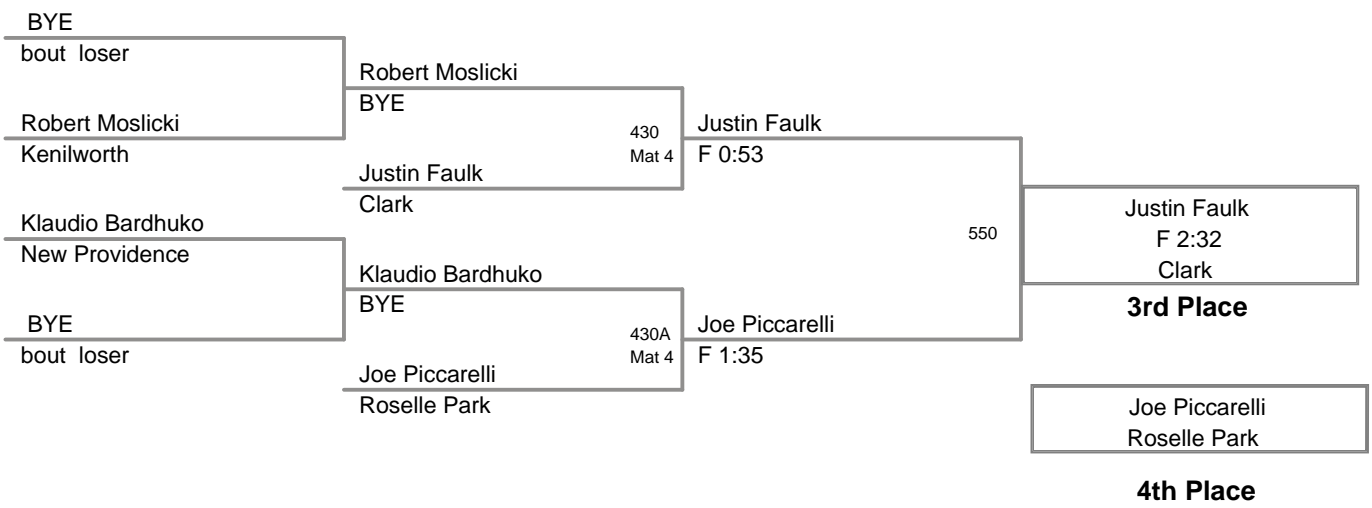 BYE
bout loser
Robert Moslicki
Kenilworth
Klaudio Bardhuko
New Providence
BYE
bout loser
Robert Moslicki
BYE
430
Mat 4
Justin Faulk
Clark
Klaudio Bardhuko
BYE
430A
Mat 4
Joe Piccarelli
Roselle Park
Justin Faulk
F 0:53
550
Joe Piccarelli
F 1:35
Justin Faulk
F 2:32
Clark
3rd Place
Joe Piccarelli
Roselle Park
4th Place